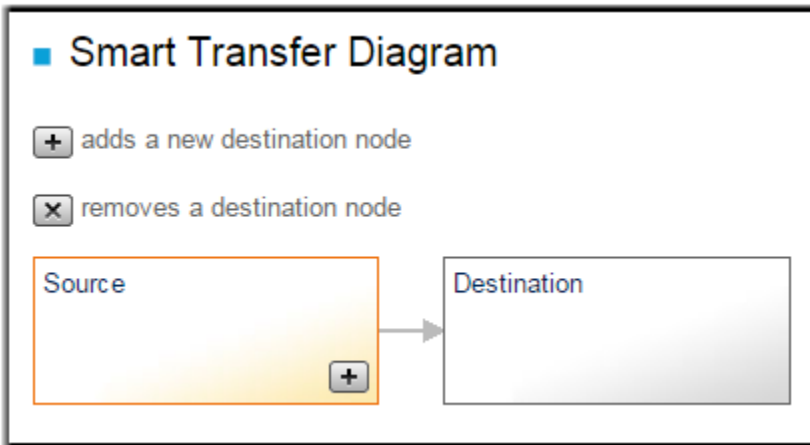 Smart Transfer Diagram
+ adds a new destination node
× removes a destination node
Source
Destination
+